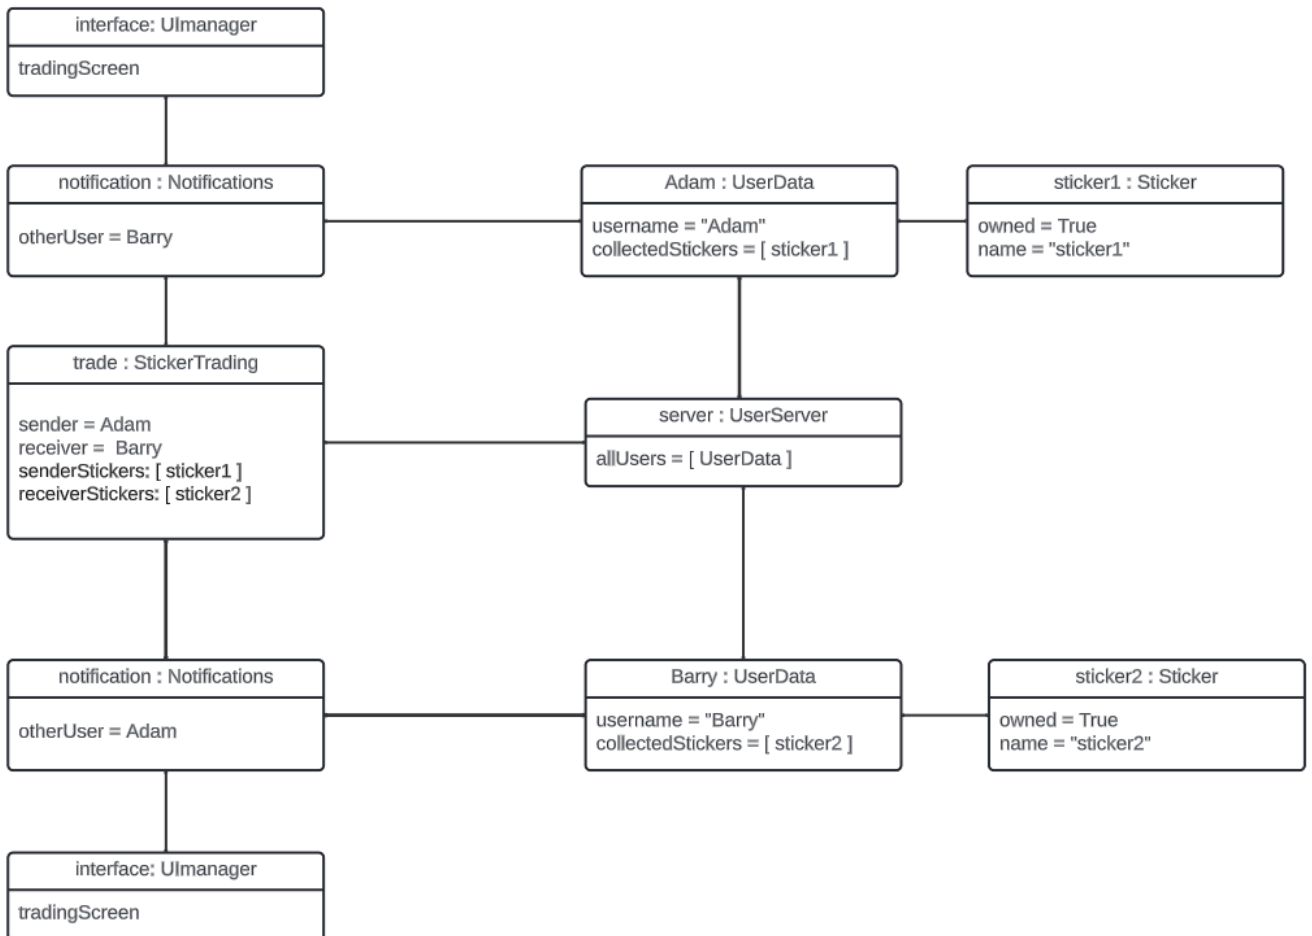 interface: UImanager
tradingScreen
notification : Notifications
otherUser = Barry
Adam : UserData
username = "Adam"
collectedStickers = [ sticker1 ]
sticker1 : Sticker
owned = True
name = "sticker1"
trade : StickerTrading
sender = Adam
receiver =  Barry
senderStickers: [ sticker1 ]
receiverStickers: [ sticker2 ]
server : UserServer
allUsers = [ UserData ]
notification : Notifications
otherUser = Adam
Barry : UserData
username = "Barry"
collectedStickers = [ sticker2 ]
sticker2 : Sticker
owned = True
name = "sticker2"
interface: UImanager
tradingScreen